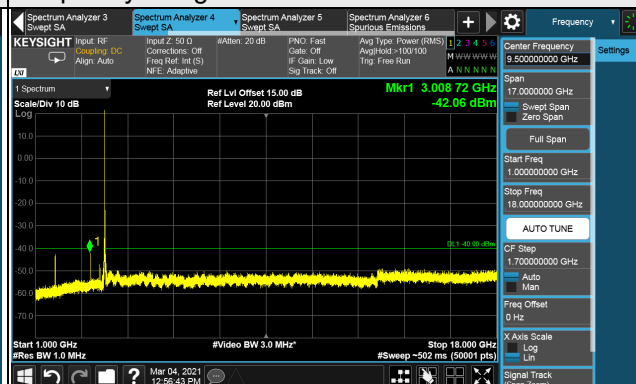 Spectrum Analyzer 3
Swept SA
Spectrum Analyzer 4
Swept SA
Spectrum Analyzer 5
Swept SA
Spectrum Analyzer 6
Spurious Emissions
Frequency
KEYSIGHT
Input: RF
Coupling: DC
Align: Auto
Input Z: 50 Ω
Corrections: Off
Freq Ref: Int (S)
NFE: Adaptive
#Atten: 20 dB
PNO: Fast
Gate: Off
IF Gain: Low
Sig Track: Off
Avg Type: Power (RMS)
Avg|Hold:>100/100
Trig: Free Run
1 2 3 4 5 6
M W W W W W
A N N N N N
LXI
1 Spectrum
Scale/Div 10 dB
Ref Lvl Offset 15.00 dB
Ref Level 20.00 dBm
Mkr1 3.008 72 GHz
-42.06 dBm
Log
10.0
0.00
-10.0
-20.0
-30.0
-40.0
-50.0
-60.0
-70.0
1
DL1 -40.00 dBm
Start 1.000 GHz
#Res BW 1.0 MHz
#Video BW 3.0 MHz*
Stop 18.000 GHz
#Sweep ~502 ms (50001 pts)
Mar 04, 2021
12:56:43 PM
Center Frequency
9.500000000 GHz
Settings
Span
17.0000000 GHz
Swept Span
Zero Span
Full Span
Start Freq
1.000000000 GHz
Stop Freq
18.000000000 GHz
AUTO TUNE
CF Step
1.700000000 GHz
Auto
Man
Freq Offset
0 Hz
X Axis Scale
Log
Lin
Signal Track